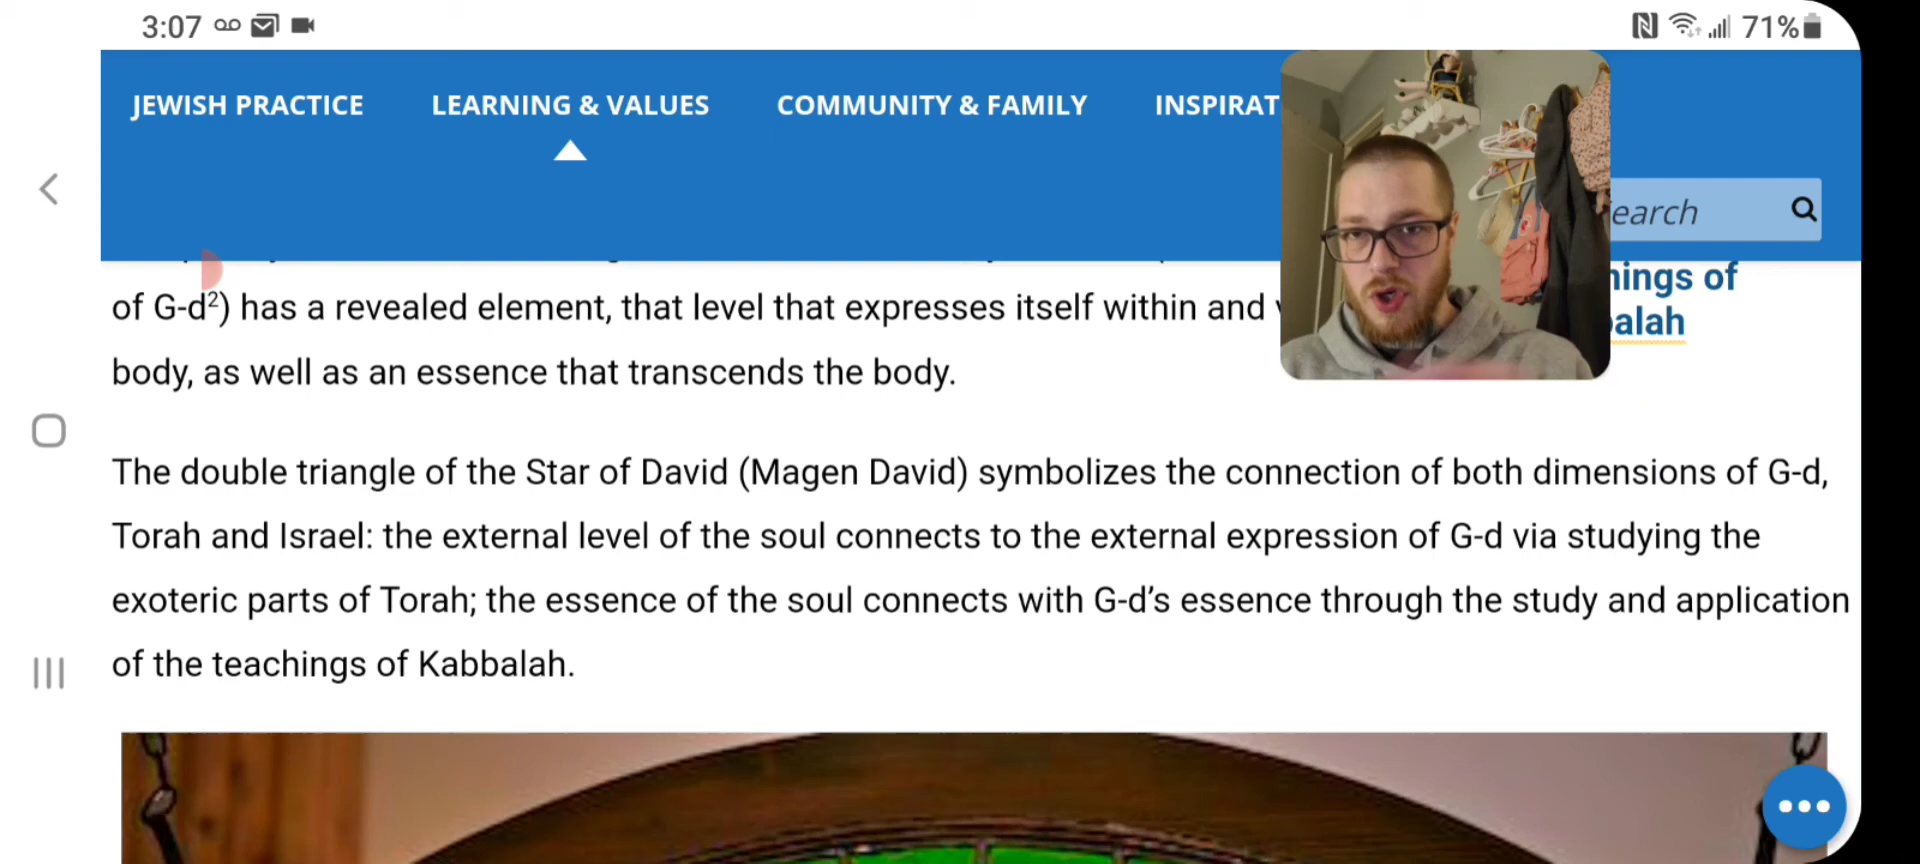 3:07 71%
JEWISH PRACTICE LEARNING & VALUES COMMUNITY & FAMILY INSPIRAT
earch
of G-d²) has a revealed element, that level that expresses itself within and
body, as well as an essence that transcends the body.
nings of
alah
The double triangle of the Star of David (Magen David) symbolizes the connection of both dimensions of G-d,
Torah and Israel: the external level of the soul connects to the external expression of G-d via studying the
exoteric parts of Torah; the essence of the soul connects with G-d’s essence through the study and application
of the teachings of Kabbalah.